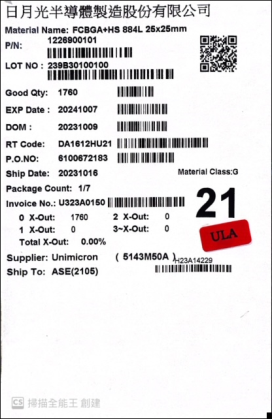 日月光半導體製造股份有限公司
Material Name: FCBGA+HS 884L 25x25mm
P/N: 1226900101
LOT NO : 239B30100100
Good Qty: 1760
EXP Date : 20241007
DOM : 20231009
RT Code: DA1612HU21
P.O.NO: 6100672183
Ship Date: 20231016 Material Class:G
Package Count: 1/7
Invoice No.: U323A0150
0 X-Out: 1760 2 X-Out: 0
1 X-Out: 0 3~X-Out: 0
Total X-Out: 0.00%
21
ULA
Supplier: Unimicron ( 5143M50A )
H23A14229
Ship To: ASE(2105)
CS 掃描全能王 創建